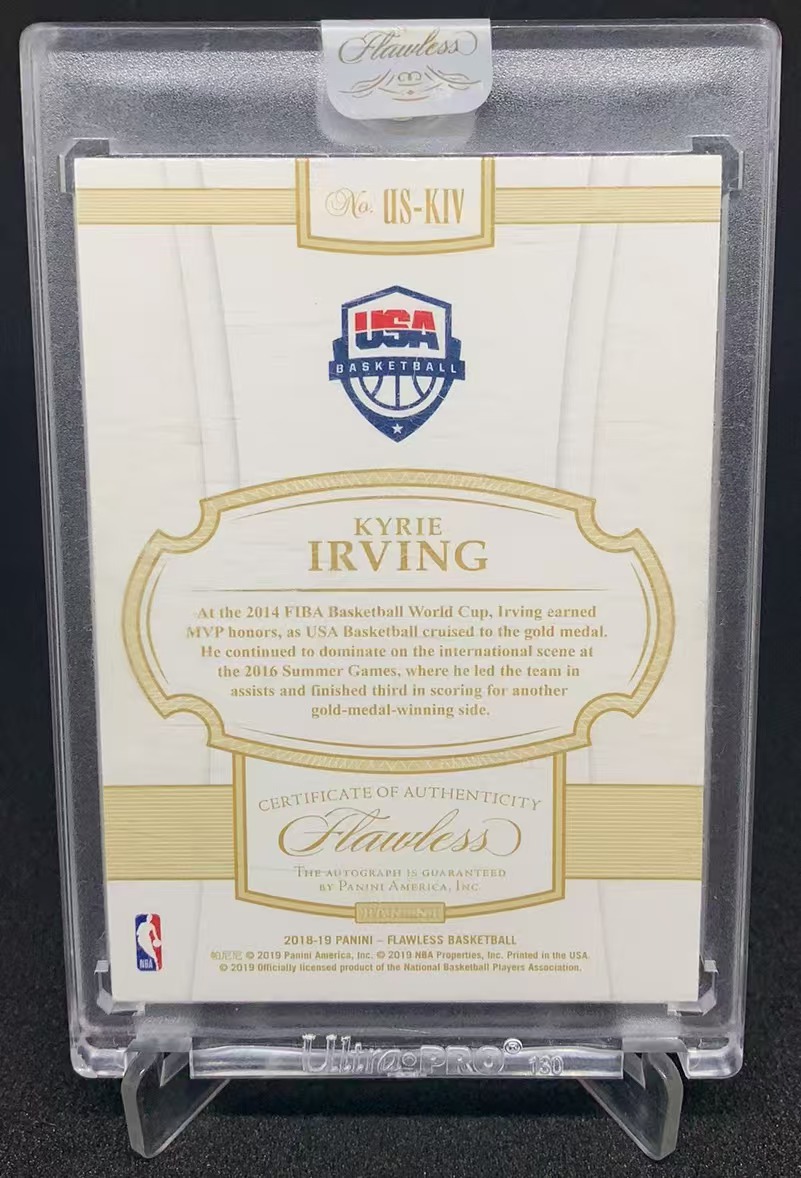 Flawless
No. US-KIV
USA
BASKETBALL
KYRIE
IRVING
At the 2014 FIBA Basketball World Cup, Irving earned
MVP honors, as USA Basketball cruised to the gold medal.
He continued to dominate on the international scene at
the 2016 Summer Games, where he led the team in
assists and finished third in scoring for another
gold-medal-winning side.
CERTIFICATE OF AUTHENTICITY
Flawless
THE AUTOGRAPH IS GUARANTEED
BY PANINI AMERICA, INC.
PANINI
2018-19 PANINI – FLAWLESS BASKETBALL
帕尼尼 © 2019 Panini America, Inc. © 2019 NBA Properties, Inc. Printed in the USA.
© 2019 Officially licensed product of the National Basketball Players Association.
NBA
Ultra•PRO® 130